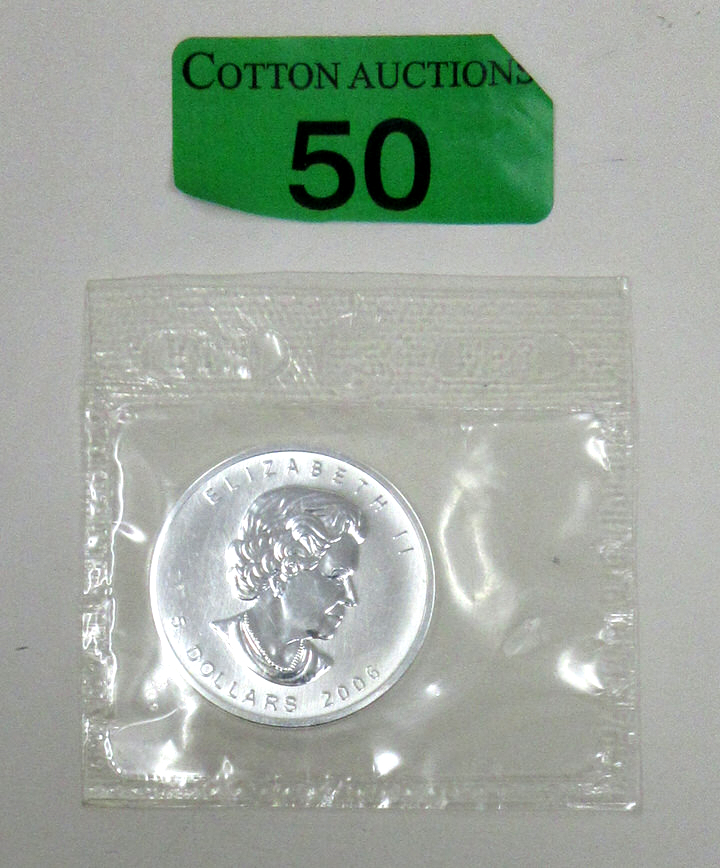 COTTON AUCTIONS
50
ELIZABETH II
5 DOLLARS 2006